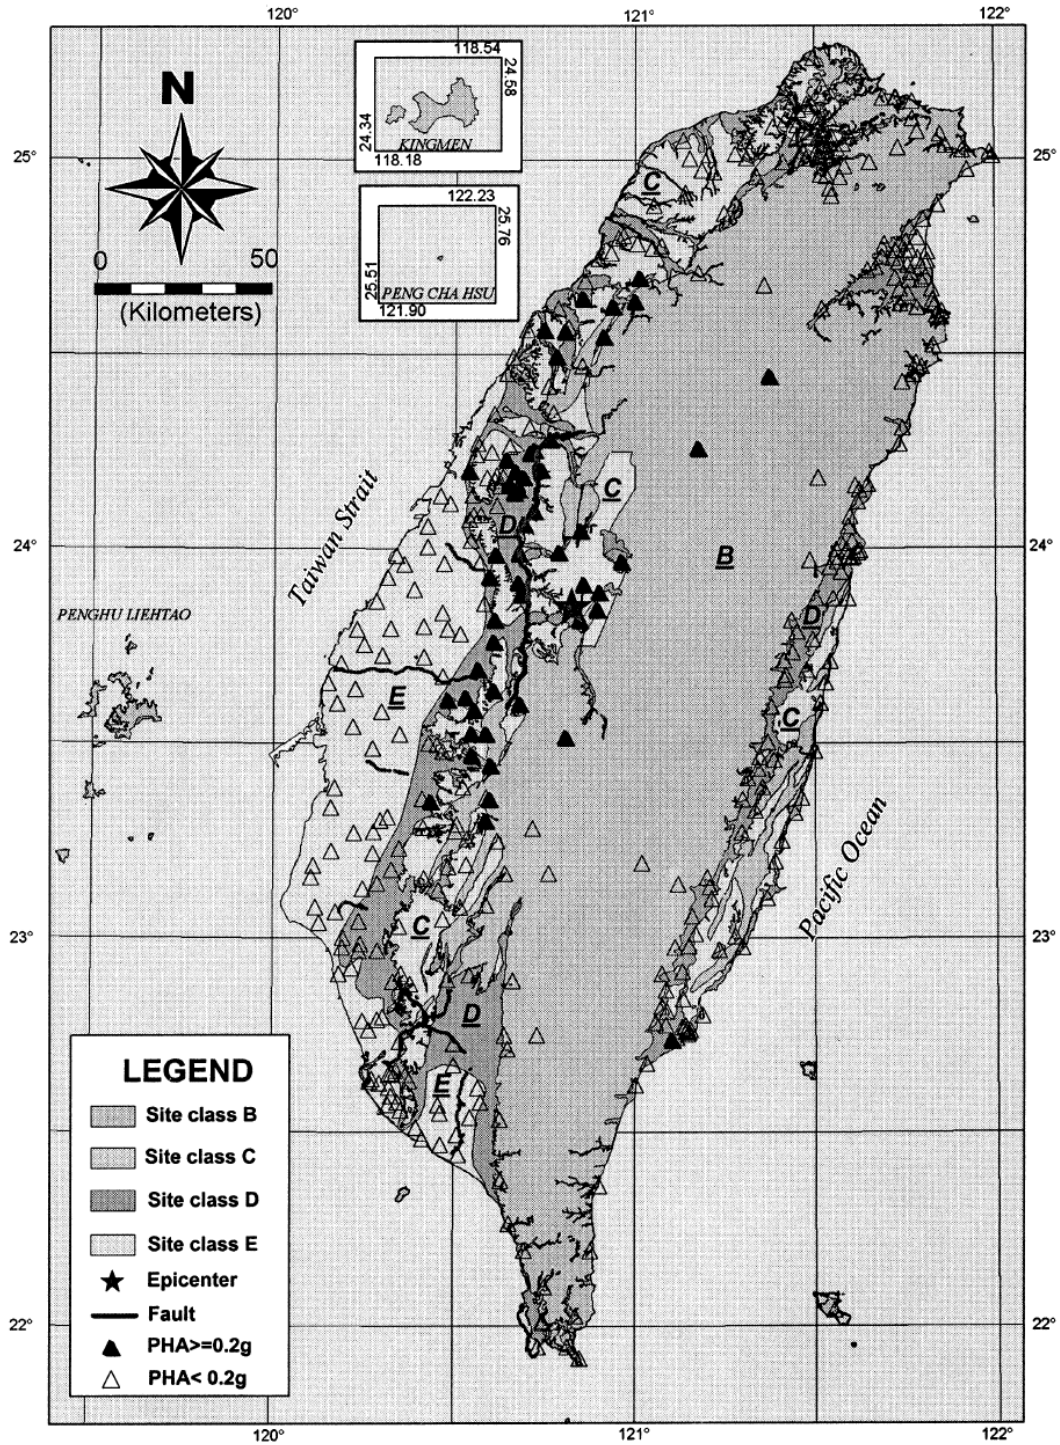 120°
121°
122°
118.54
24.58
N
24.34
KINGMEN
118.18
25°
25°
122.23
25.76
C
0
50
25.51
PENG CHA HSU
121.90
(Kilometers)
C
Taiwan Strait
D
24°
24°
B
PENGHU LIEHTAO
D
E
C
Pacific Ocean
C
23°
23°
D
LEGEND
E
Site class B
Site class C
Site class D
Site class E
Epicenter
Fault
22°
22°
PHA>=0.2g
PHA< 0.2g
120°
121°
122°